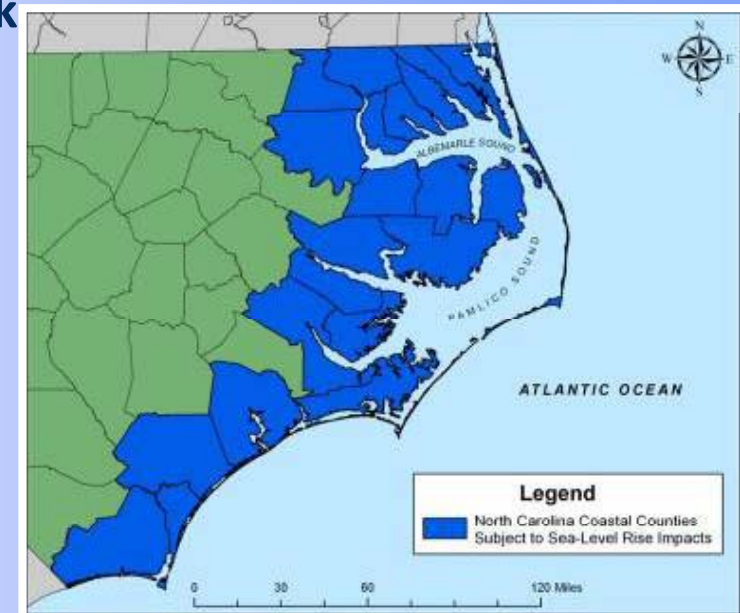 k
N
W E
S
ALBEMARLE SOUND
PAMLICO SOUND
ATLANTIC OCEAN
Legend
North Carolina Coastal Counties
Subject to Sea-Level Rise Impacts
0 30 60 120 Miles